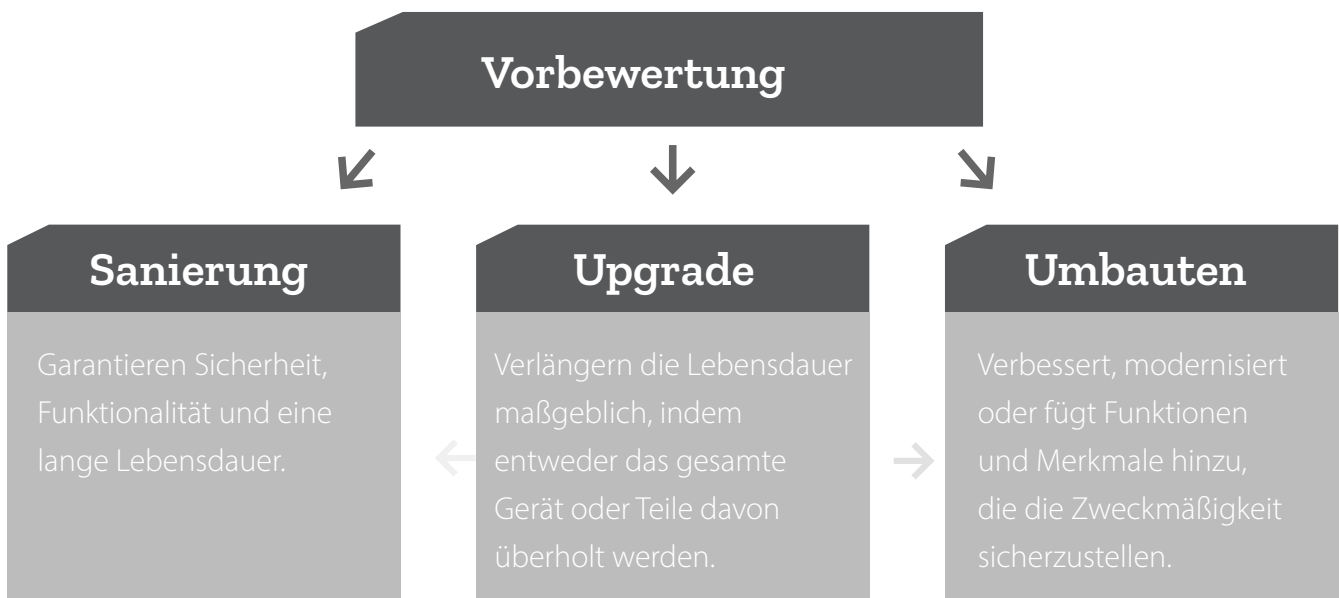 Vorbewertung
Sanierung
Garantieren Sicherheit,
Funktionalität und eine
lange Lebensdauer.
Upgrade
Verlängern die Lebensdauer
maßgeblich, indem
entweder das gesamte
Gerät oder Teile davon
überholt werden.
Umbauten
Verbessert, modernisiert
oder fügt Funktionen
und Merkmale hinzu,
die die Zweckmäßigkeit
sicherzustellen.